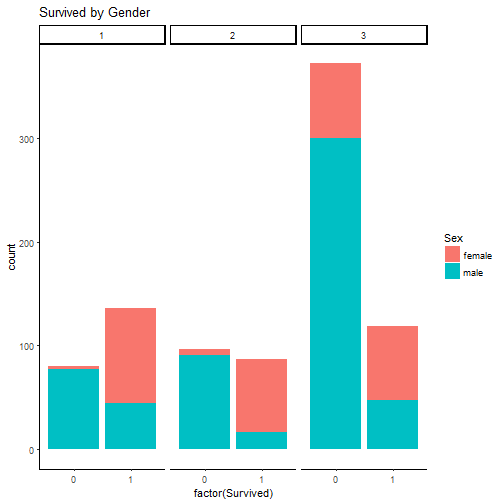 Survived by Gender
1 2 3
count
300
200
100
0
0 1 0 1 0 1
factor(Survived)
Sex
female
male